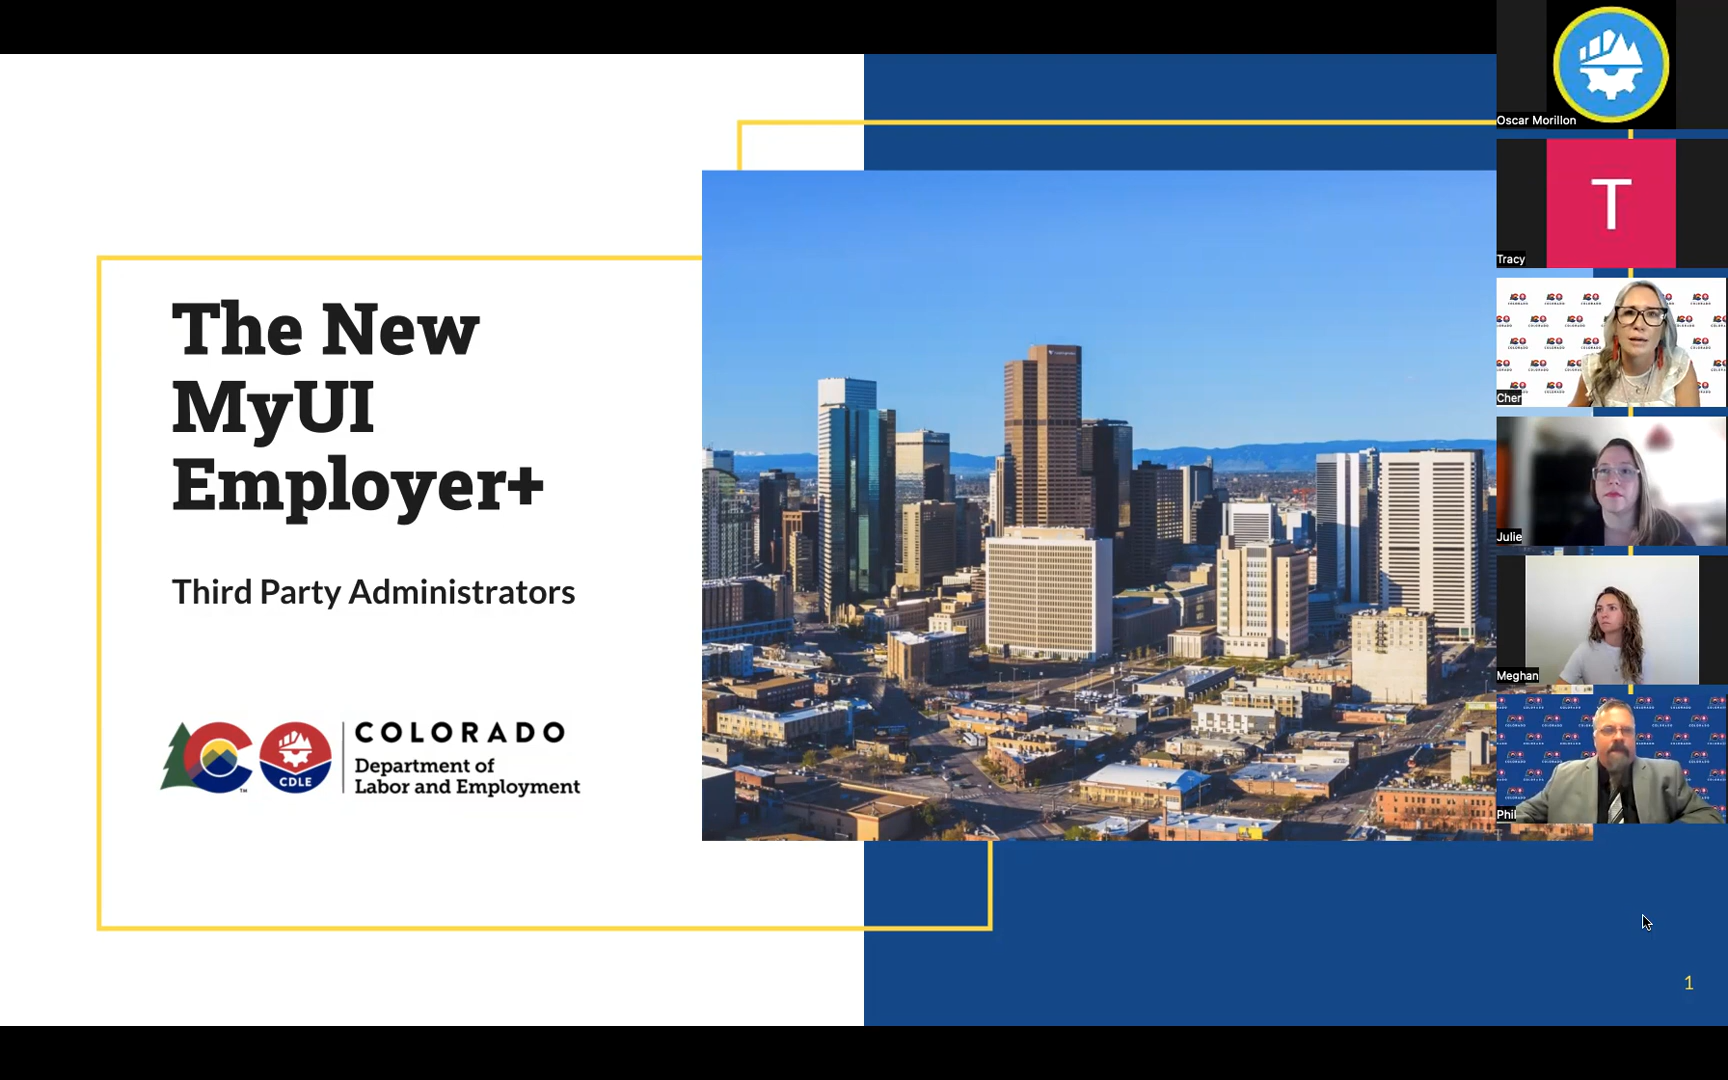 The New
MyUI
Employer+
Third Party Administrators
CDLE
COLORADO
Department of
Labor and Employment
TM
Oscar Morillon
T
Tracy
Cher
Julie
Meghan
Phil
1